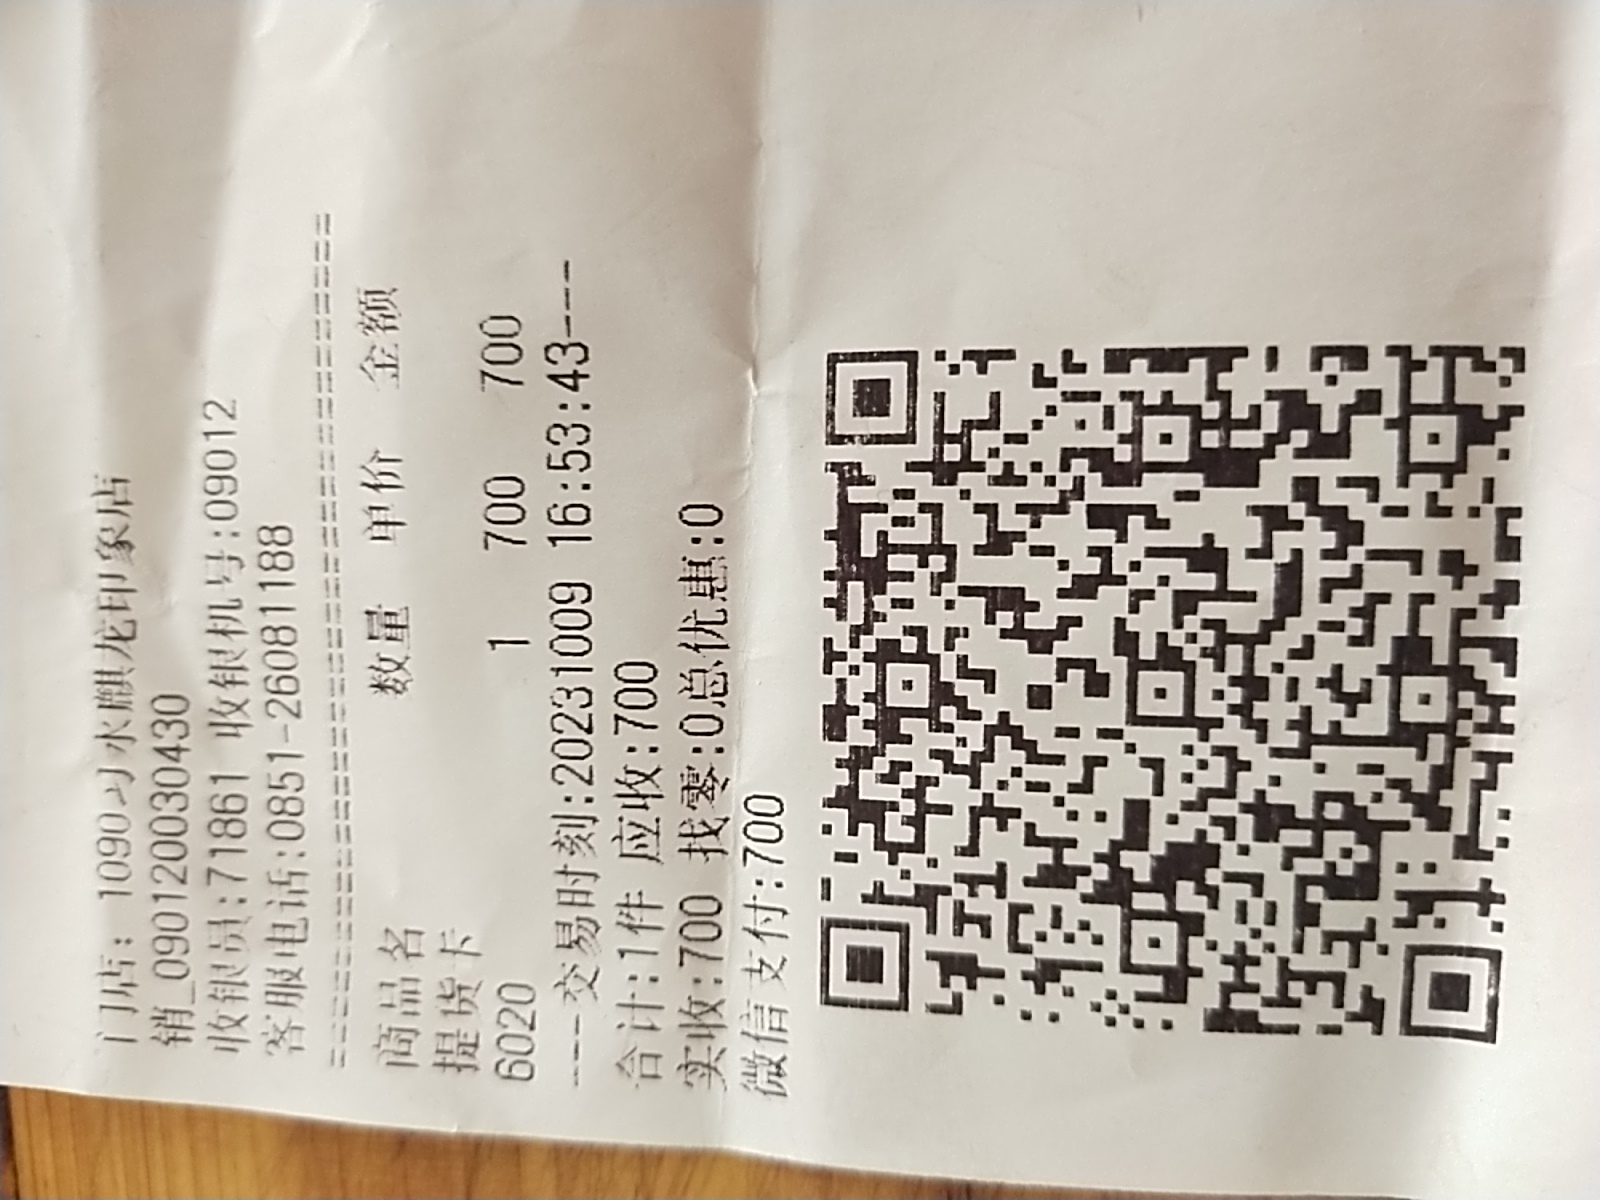 门店: 1090习水麒龙印象店
销_090120030430
收银员:71861 收银机号:09012
客服电话:0851-26081188
================================
商品名 数量 单价 金额
提货卡
6020 1 700 700
---交易时刻:20231009 16:53:43---
合计:1件 应收:700
实收:700 找零:0总优惠:0
微信支付:700